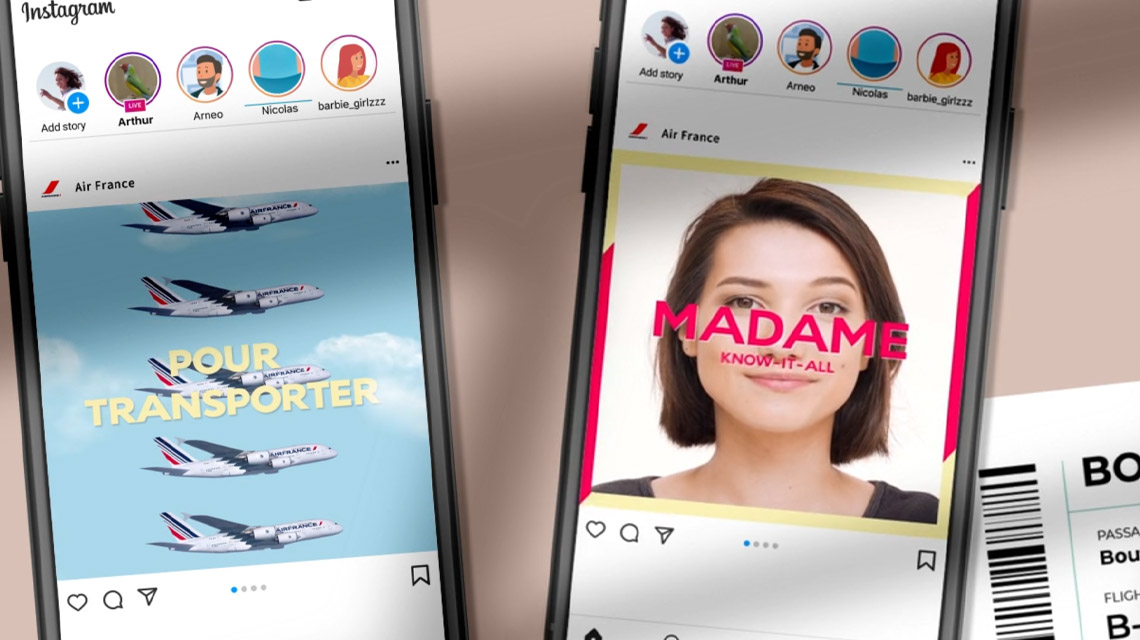 Instagram
Add story
LIVE
Arthur
Arneo
Nicolas
barbie_girlzzz
Air France
AIRFRANCE
AIRFRANCE
POUR
AIRFRANCE
TRANSPORTER
AIRFRANCE
AIRFRANCE
Add story
LIVE
Arthur
Arneo
Nicolas
barbie_girlzzz
Air France
MADAME
KNOW-IT-ALL
BO
PASSA
Bou
FLIGH
B-